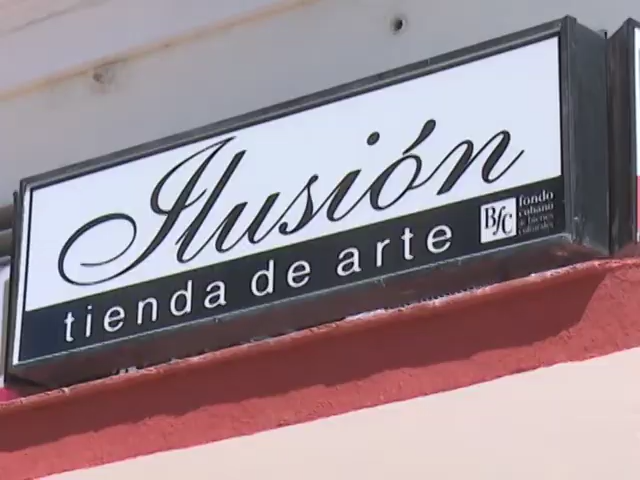 Ilusión
tienda de arte
BfC
fondo
cubano
de bienes
culturales